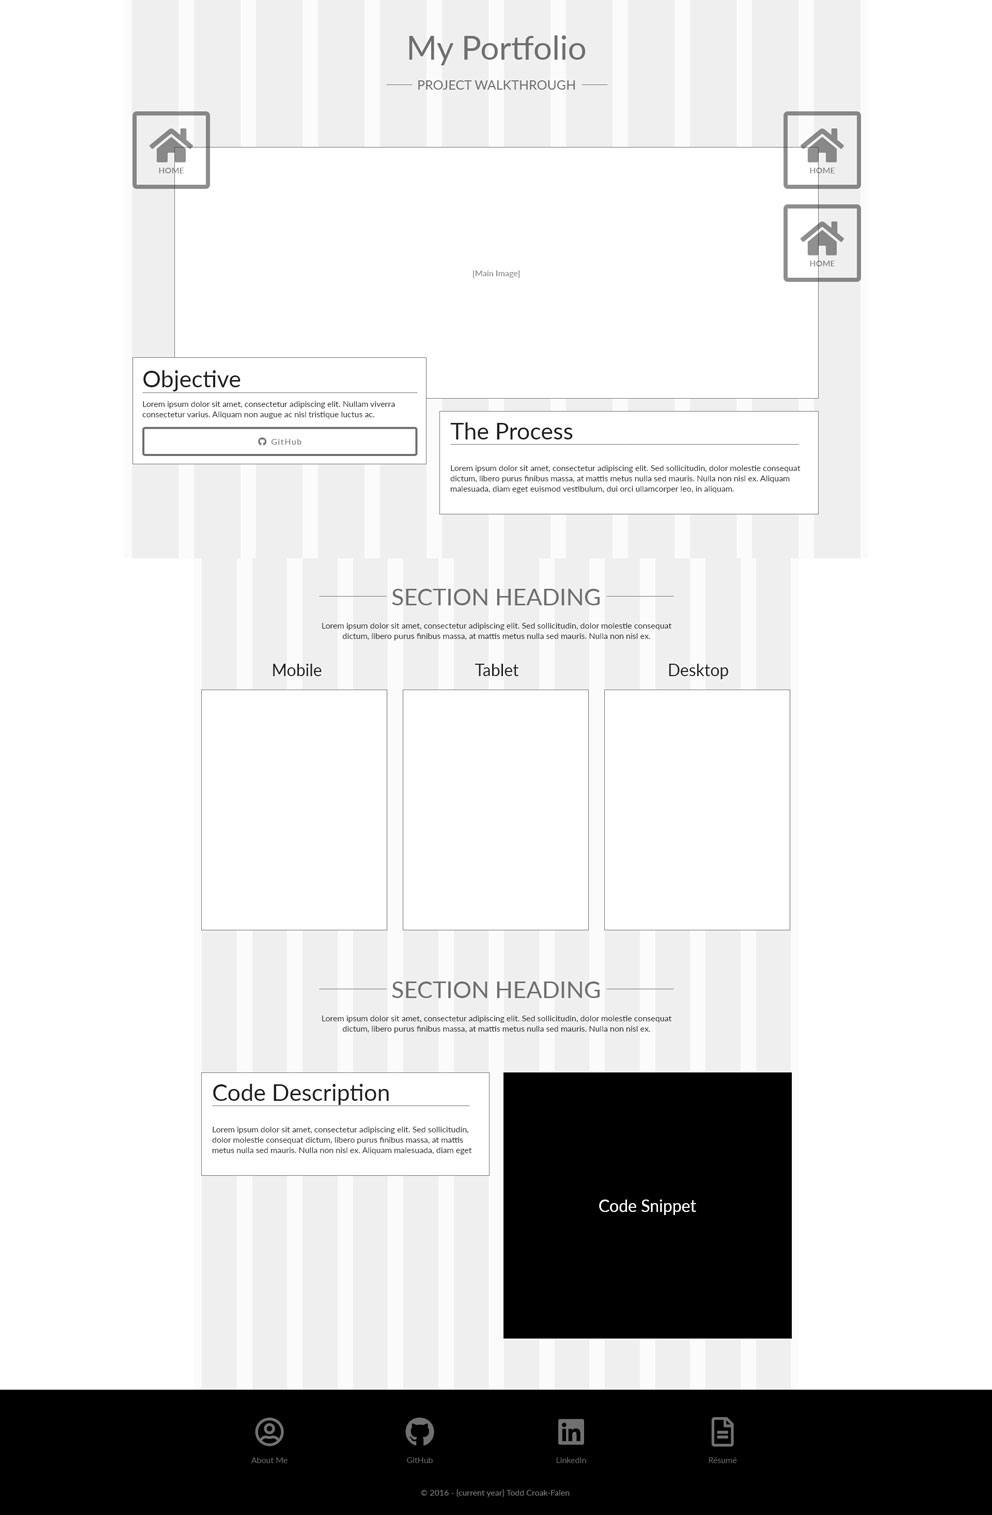 My Portfolio
PROJECT WALKTHROUGH
HOME
HOME
HOME
[Main Image]
Objective
Lorem ipsum dolor sit amet, consectetur adipiscing elit. Nullam viverra
consectetur varius. Aliquam non augue ac nisl tristique luctus ac.
GitHub
The Process
Lorem ipsum dolor sit amet, consectetur adipiscing elit. Sed sollicitudin, dolor molestie consequat
dictum, libero purus finibus massa, at mattis metus nulla sed mauris. Nulla non nisl ex. Aliquam
malesuada, diam eget euismod vestibulum, dui orci ullamcorper leo, in aliquam.
SECTION HEADING
Lorem ipsum dolor sit amet, consectetur adipiscing elit. Sed sollicitudin, dolor molestie consequat
dictum, libero purus finibus massa, at mattis metus nulla sed mauris. Nulla non nisl ex.
Mobile
Tablet
Desktop
SECTION HEADING
Lorem ipsum dolor sit amet, consectetur adipiscing elit. Sed sollicitudin, dolor molestie consequat
dictum, libero purus finibus massa, at mattis metus nulla sed mauris. Nulla non nisl ex.
Code Description
Lorem ipsum dolor sit amet, consectetur adipiscing elit. Sed sollicitudin,
dolor molestie consequat dictum, libero purus finibus massa, at mattis
metus nulla sed mauris. Nulla non nisl ex. Aliquam malesuada, diam eget
Code Snippet
About Me
GitHub
LinkedIn
Résumé
© 2016 - {current year} Todd Croak-Falen